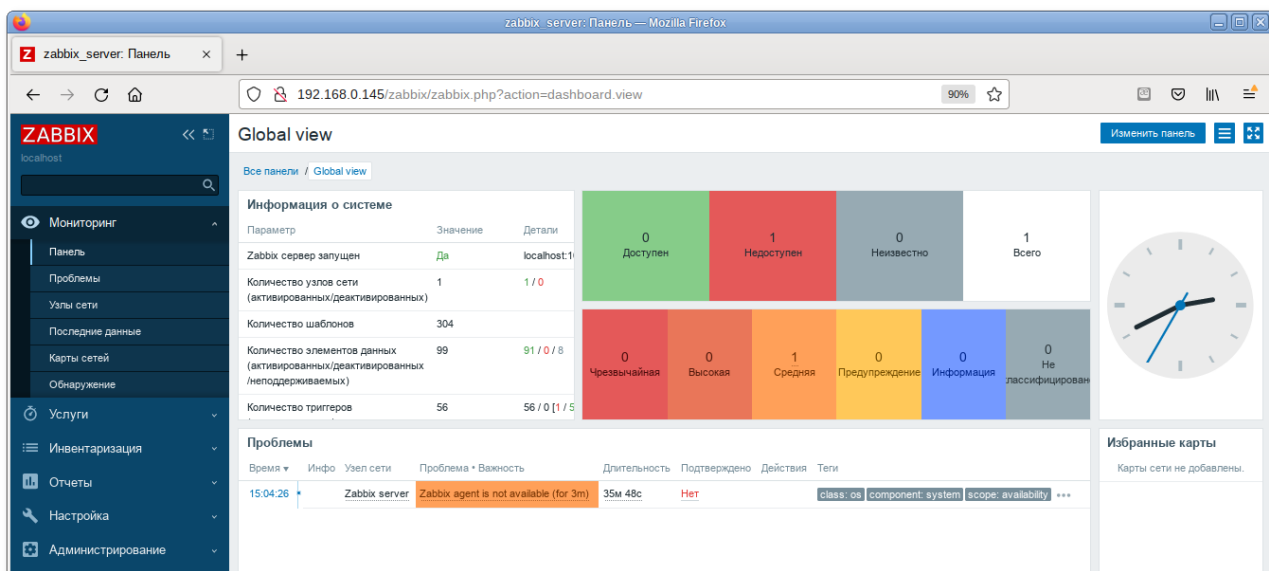 zabbix_server: Панель — Mozilla Firefox
zabbix_server: Панель
192.168.0.145/zabbix/zabbix.php?action=dashboard.view
90%
ZABBIX
localhost
Мониторинг
Панель
Проблемы
Узлы сети
Последние данные
Карты сетей
Обнаружение
Услуги
Инвентаризация
Отчеты
Настройка
Администрирование
Global view
Изменить панель
Все панели / Global view
Информация о системе
Параметр Значение Детали
Zabbix сервер запущен Да localhost:1
Количество узлов сети 1 1 / 0
(активированных/деактивированных)
Количество шаблонов 304
Количество элементов данных 99 91 / 0 / 8
(активированных/деактивированных
/неподдерживаемых)
Количество триггеров 56 56 / 0 [1 / 5
0 1 0 1
Доступен Недоступен Неизвестно Всего
0 0 1 0 0 0
Чрезвычайная Высокая Средняя Предупреждение Информация Не
лассифицирован
Проблемы
Время Инфо Узел сети Проблема • Важность Длительность Подтверждено Действия Теги
15:04:26 Zabbix server Zabbix agent is not available (for 3m) 35м 48с Нет class: os component: system scope: availability •••
Избранные карты
Карты сети не добавлены.